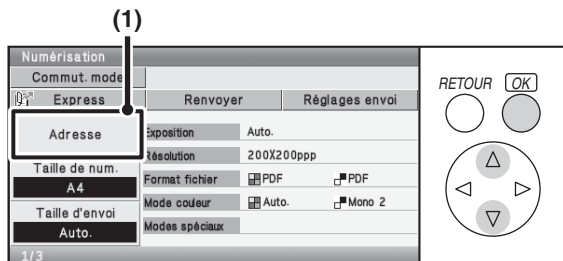 (1)
Numérisation
Commut. mode
Express Renvoyer Réglages envoi
Adresse
Exposition Auto.
Résolution 200X200ppp
Taille de num.
A4
Format fichier PDF PDF
Mode couleur Auto. Mono 2
Taille d'envoi
Auto.
Modes spéciaux
1/3
RETOUR OK